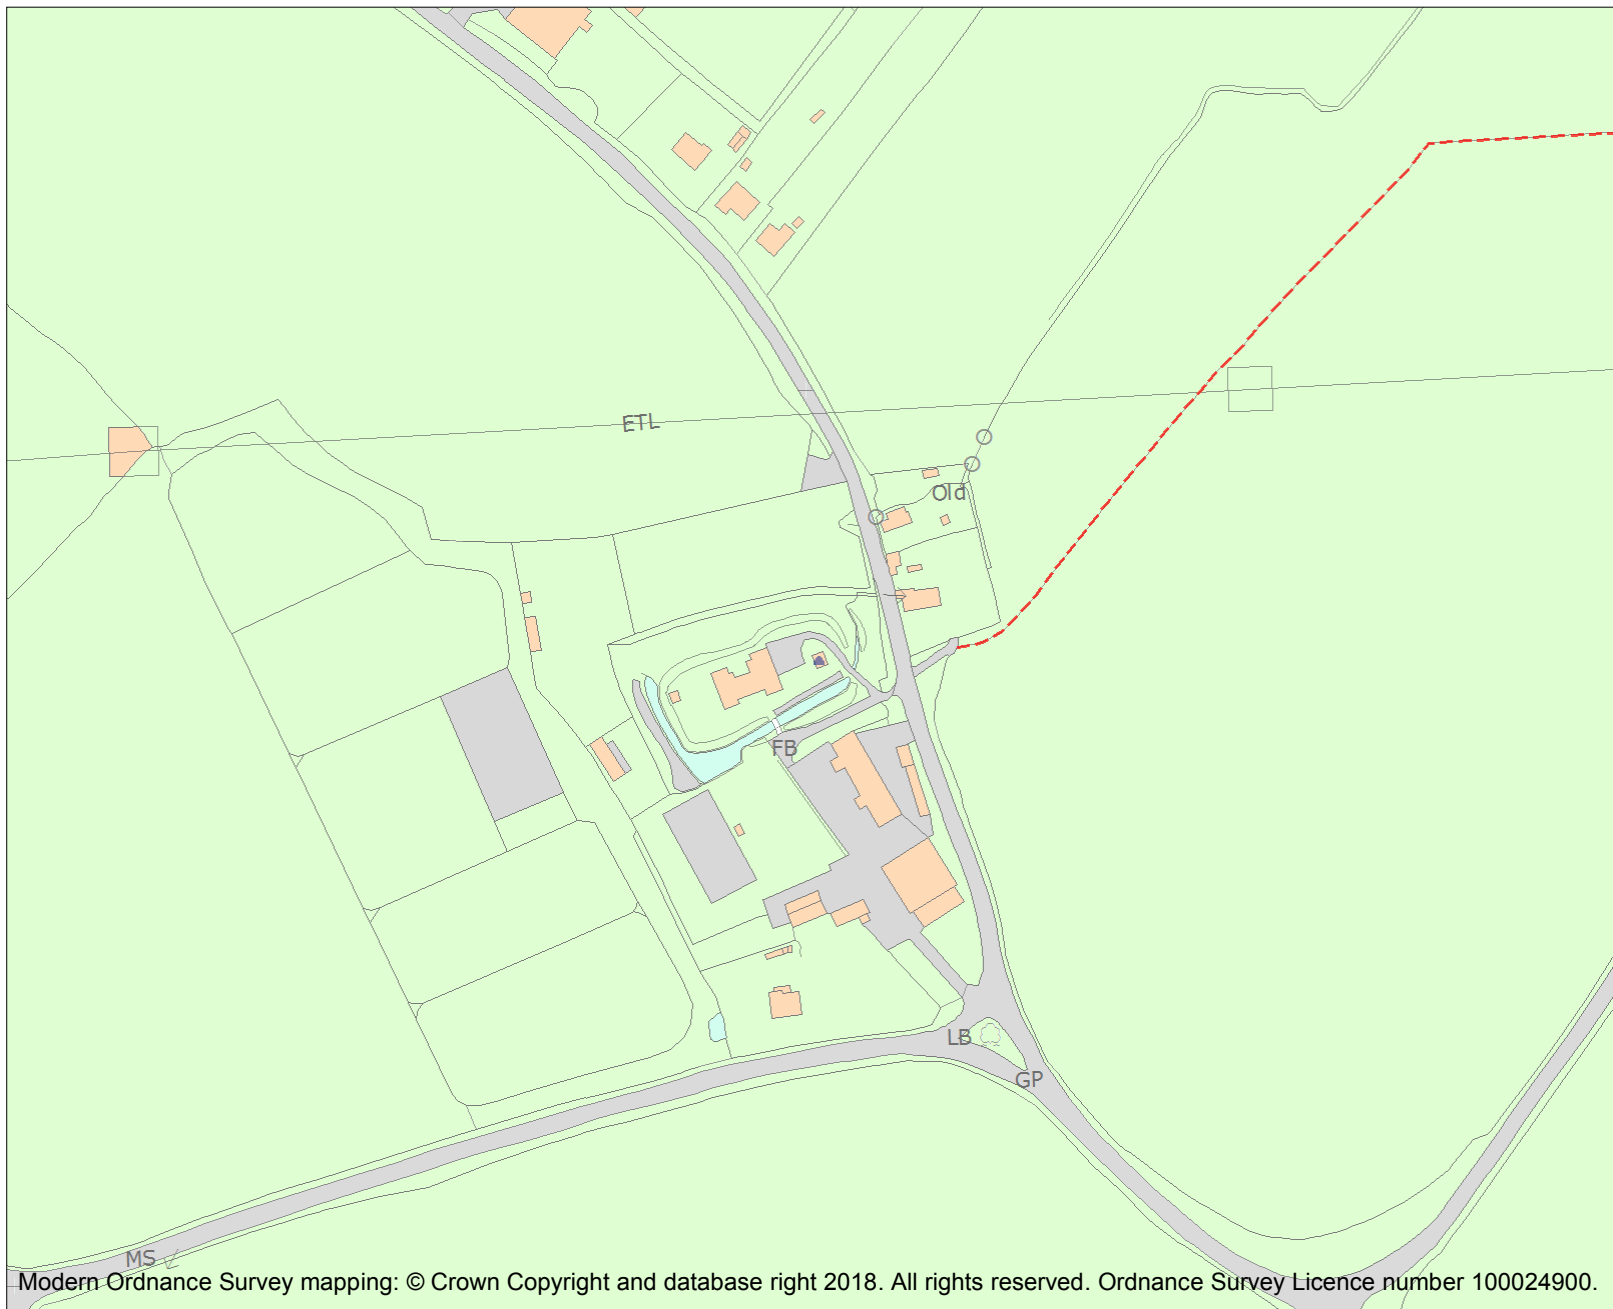 ETL
Old
FB
LB
GP
MS
Modern Ordnance Survey mapping: © Crown Copyright and database right 2018. All rights reserved. Ordnance Survey Licence number 100024900.